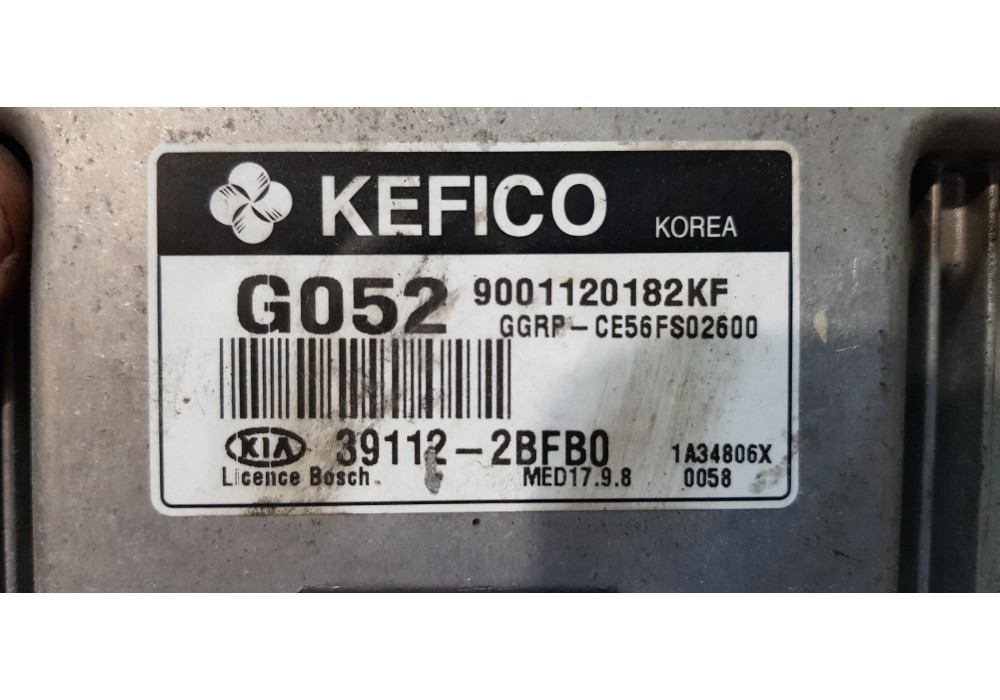 KEFICO KOREA
G052 9001120182KF
GGRP-CE56FS02600
KIA 39112-2BFB0 1A34806X
Licence Bosch MED17.9.8 0058